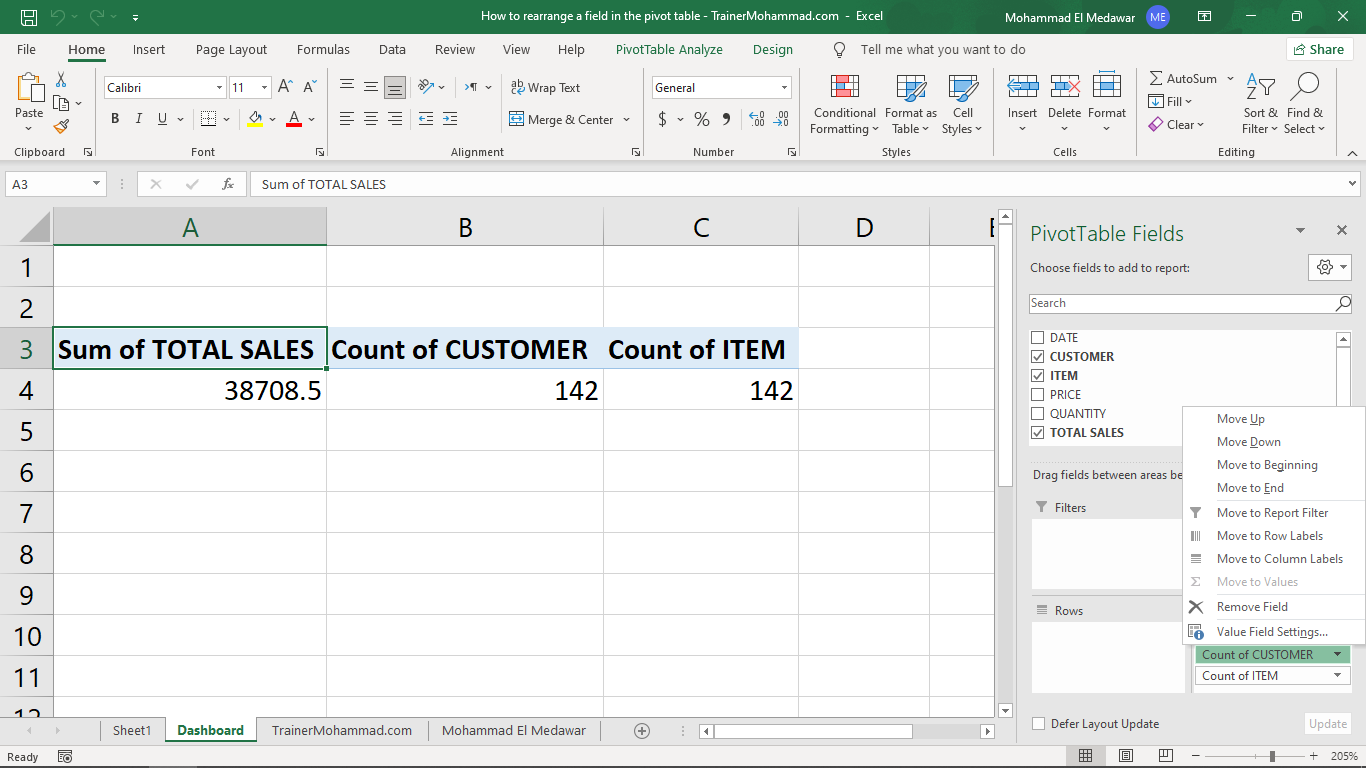 How to rearrange a field in the pivot table - TrainerMohammad.com - Excel
Mohammad El Medawar
ME
File Home Insert Page Layout Formulas Data Review View Help PivotTable Analyze Design Tell me what you want to do Share
Paste
Calibri 11
B I U
A A
Wrap Text
Merge & Center
General
$ % 9
Conditional Formatting
Format as Table
Cell Styles
Insert Delete Format
AutoSum
Fill
Clear
Sort & Filter
Find & Select
Clipboard Font Alignment Number Styles Cells Editing
A3 fx Sum of TOTAL SALES
A B C D E
1
2
3 Sum of TOTAL SALES Count of CUSTOMER Count of ITEM
4 38708.5 142 142
5
6
7
8
9
10
11
12
PivotTable Fields
Choose fields to add to report:
Search
DATE
CUSTOMER
ITEM
PRICE
QUANTITY
TOTAL SALES
Drag fields between areas be
Filters
Rows
Move Up
Move Down
Move to Beginning
Move to End
Move to Report Filter
Move to Row Labels
Move to Column Labels
Move to Values
Remove Field
Value Field Settings...
Count of CUSTOMER
Count of ITEM
Defer Layout Update Update
Sheet1 Dashboard TrainerMohammad.com Mohammad El Medawar
Ready 205%